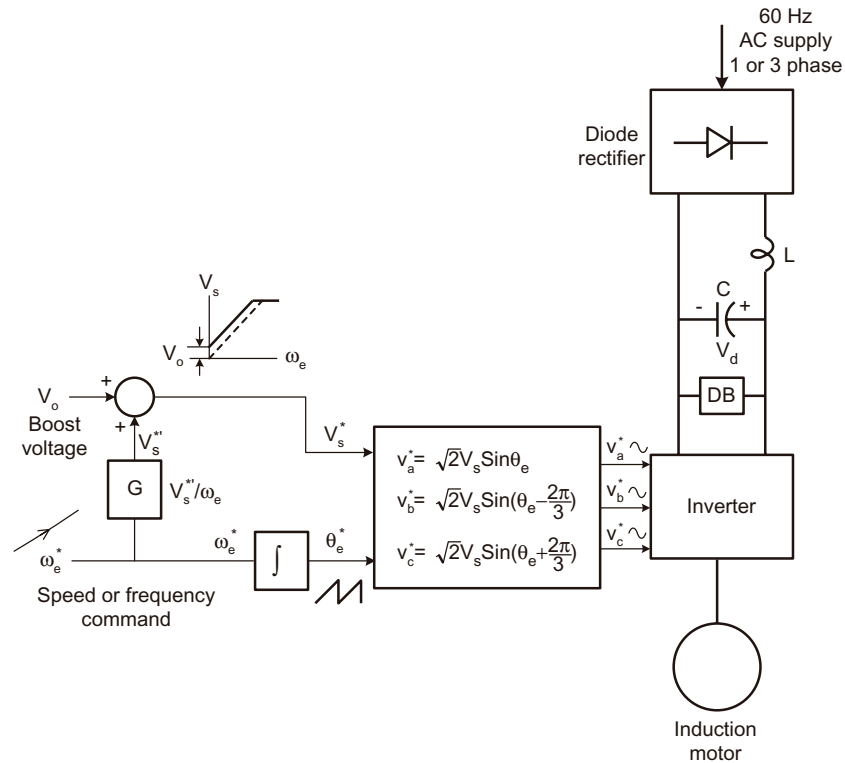 60 Hz
AC supply
1 or 3 phase
Diode
rectifier
L
C
- +
V_d
DB
V_s
V_o
ω_e
V_o
+
Boost
voltage
+
V_s^*'
V_s^*
G
V_s^*'/ω_e
ω_e^*
Speed or frequency
command
ω_e^*
∫
θ_e^*
v_a^* = √2V_s Sinθ_e
v_b^* = √2V_s Sin(θ_e − 2π/3)
v_c^* = √2V_s Sin(θ_e + 2π/3)
v_a^*
v_b^*
v_c^*
Inverter
Induction
motor